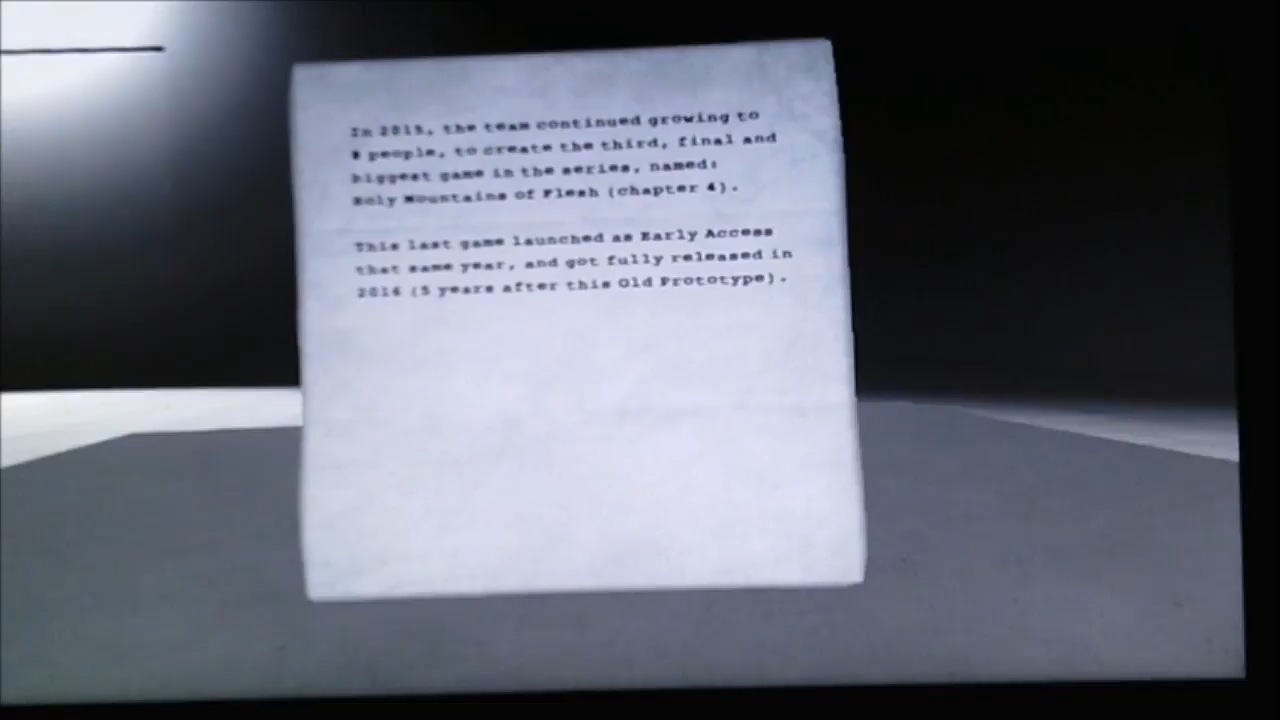 In 2015, the team continued growing to
people, to create the third, final and
biggest game in the series, named:
Holy Mountains of Flesh (chapter 4).
This last game launched as Early Access
that same year, and got fully released in
2016 (5 years after this Old Prototype).